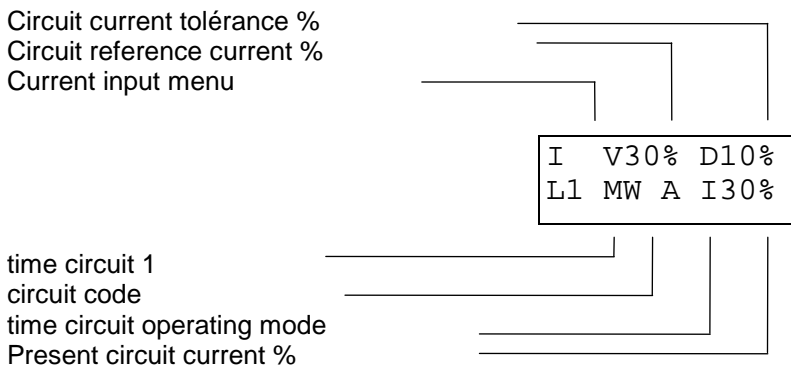 Circuit current tolérance %
Circuit reference current %
Current input menu
I V30% D10%
L1 MW A I30%
time circuit 1
circuit code
time circuit operating mode
Present circuit current %